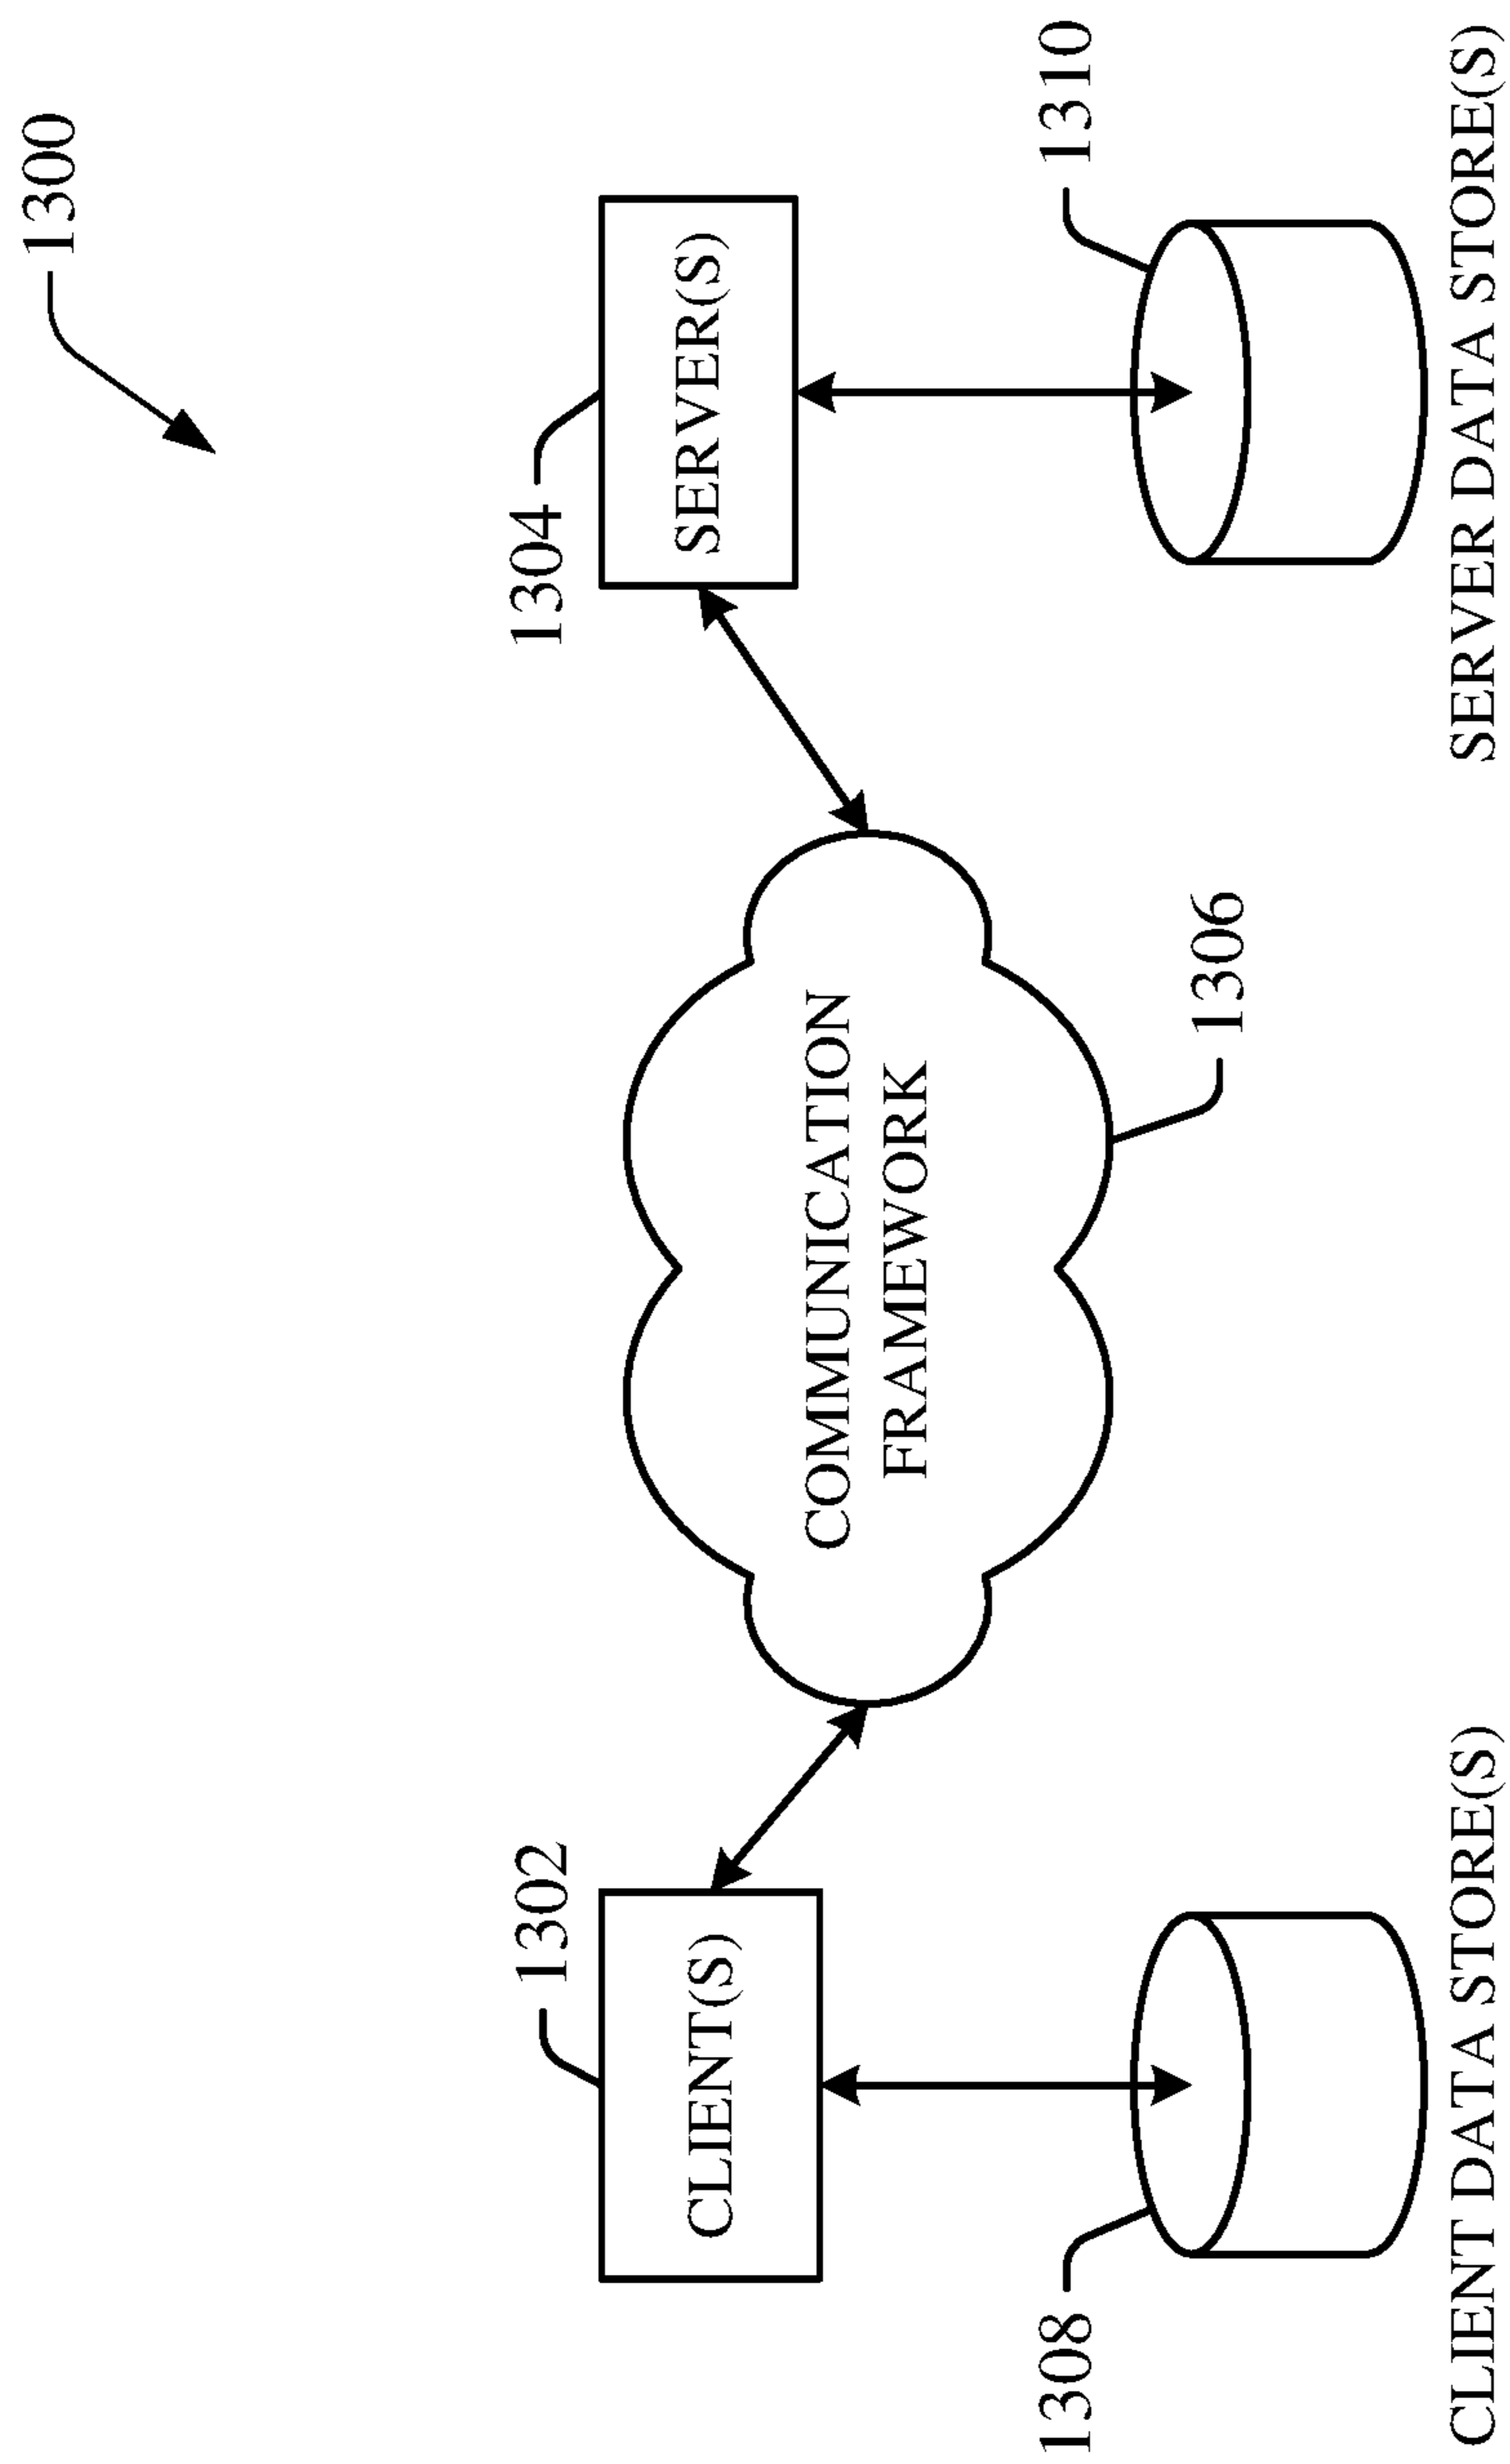 1300
1302
CLIENT(S)
1304
SERVER(S)
COMMUNICATION
FRAMEWORK
1306
1308
CLIENT DATA STORE(S)
1310
SERVER DATA STORE(S)